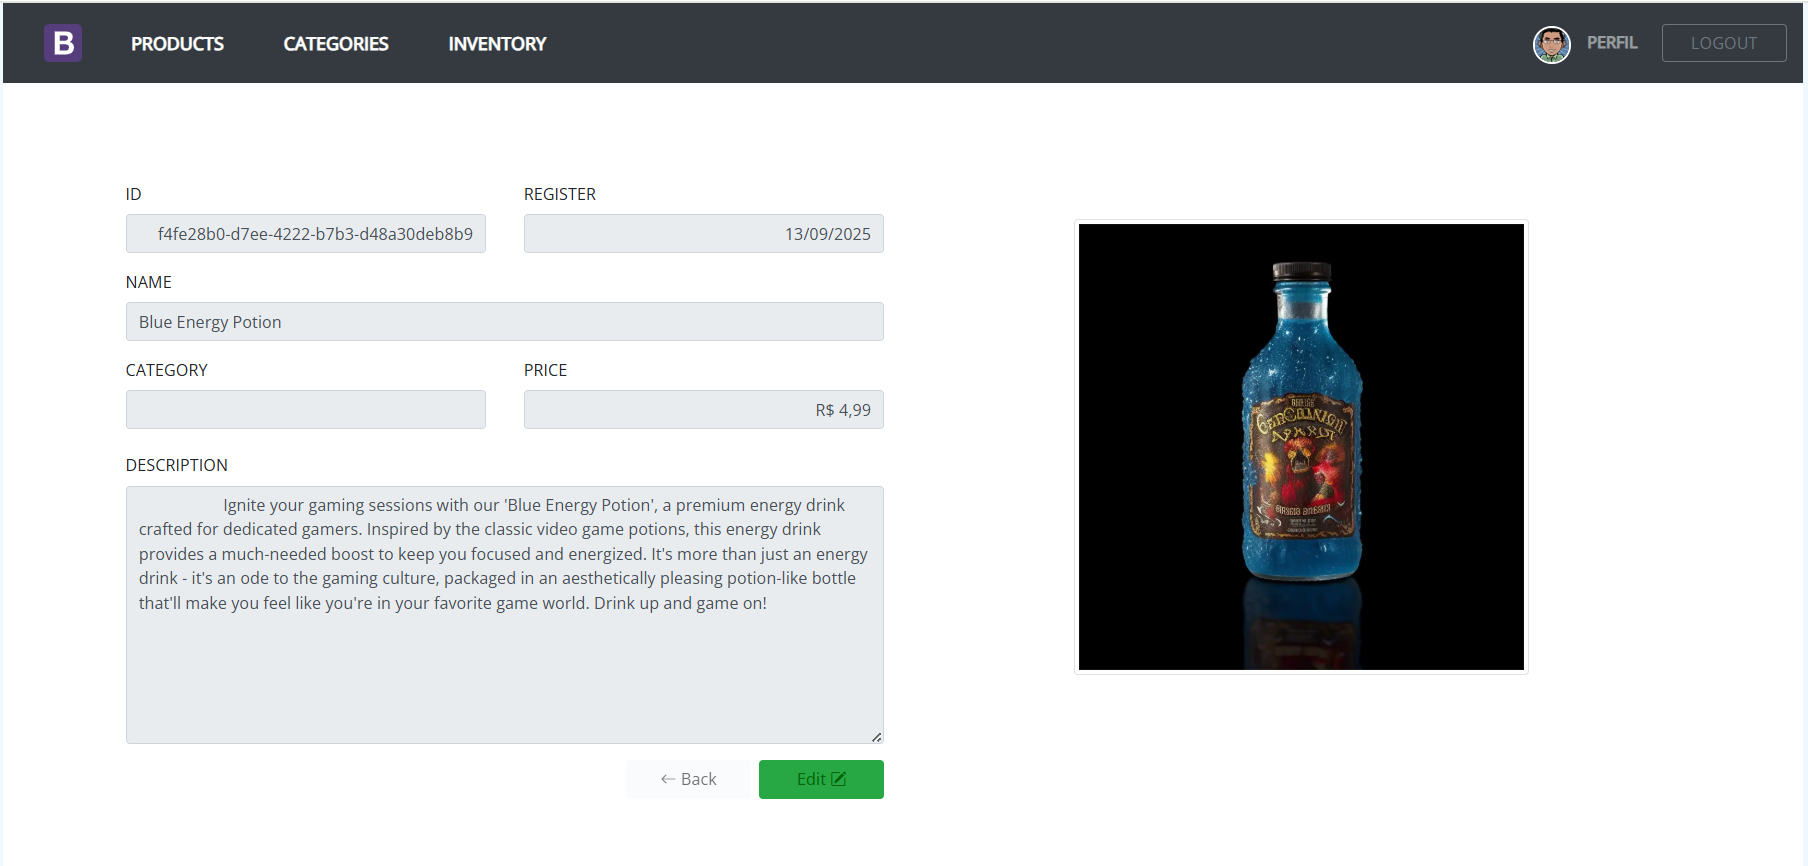 B PRODUCTS CATEGORIES INVENTORY PERFIL LOGOUT
ID REGISTER
f4fe28b0-d7ee-4222-b7b3-d48a30deb8b9 13/09/2025
NAME
Blue Energy Potion
CATEGORY PRICE
R$ 4,99
DESCRIPTION
Ignite your gaming sessions with our 'Blue Energy Potion', a premium energy drink
crafted for dedicated gamers. Inspired by the classic video game potions, this energy drink
provides a much-needed boost to keep you focused and energized. It's more than just an energy
drink - it's an ode to the gaming culture, packaged in an aesthetically pleasing potion-like bottle
that'll make you feel like you're in your favorite game world. Drink up and game on!
← Back Edit